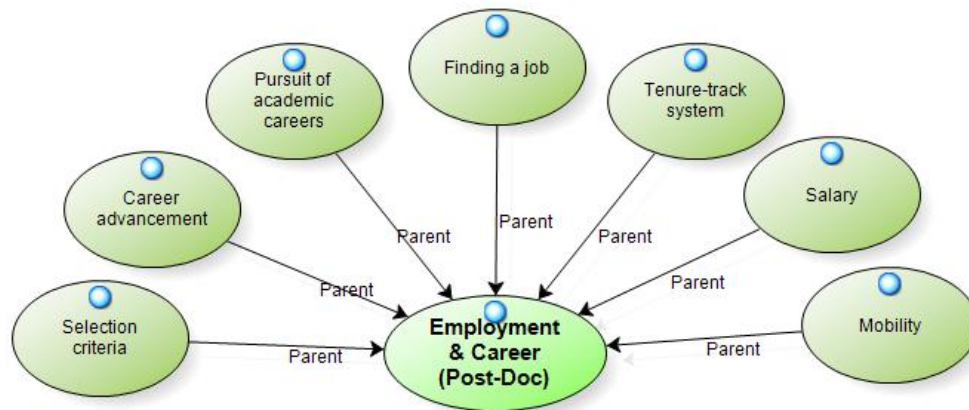 Finding a job
Pursuit of
academic
careers
Tenure-track
system
Career
advancement
Salary
Selection
criteria
Mobility
Parent
Parent
Parent
Parent
Parent
Parent
Parent
Employment
& Career
(Post-Doc)